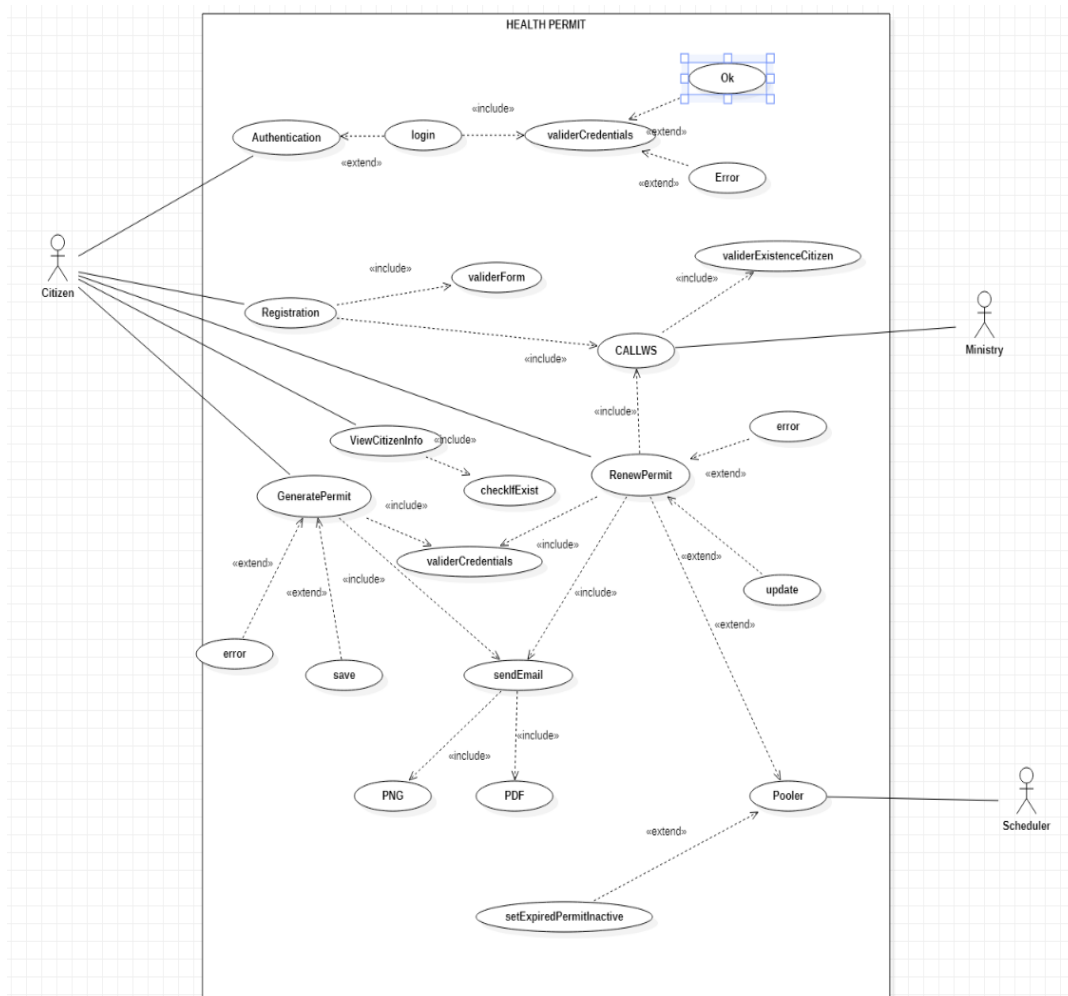 HEALTH PERMIT
Ok
«include»
Authentication
login
validerCredentials
«extend»
«extend»
Error
«extend»
Citizen
validerExistenceCitizen
«include»
validerForm
«include»
Registration
CALLWS
«include»
Ministry
«include»
error
ViewCitizenInfo
«include»
RenewPermit
«extend»
checkIfExist
GeneratePermit
«include»
«include»
validerCredentials
«extend»
«extend»
«include»
«extend»
«include»
update
«extend»
error
save
sendEmail
«include»
«include»
PNG
PDF
Pooler
Scheduler
«extend»
setExpiredPermitInactive